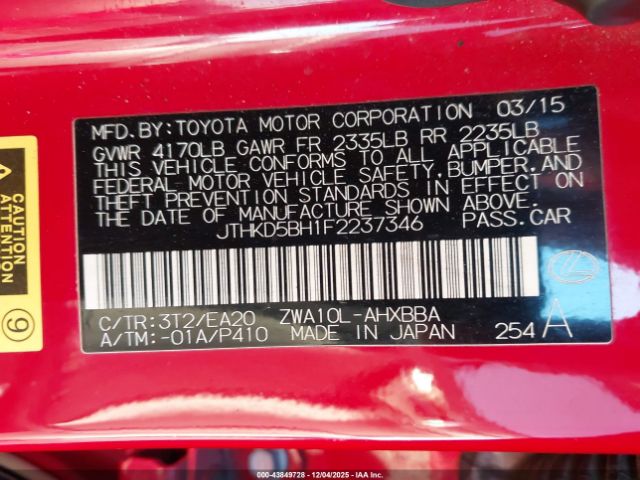 MFD. BY: TOYOTA MOTOR CORPORATION 03/15
GVWR 4170LB GAWR FR 2335LB RR 2235LB
THIS VEHICLE CONFORMS TO ALL APPLICABLE
FEDERAL MOTOR VEHICLE SAFETY, BUMPER, AND
THEFT PREVENTION STANDARDS IN EFFECT ON
THE DATE OF MANUFACTURE SHOWN ABOVE.
JTHKD5BH1F2237346 PASS. CAR
C/TR: 3T2/EA20 ZWA10L-AHXBBA
A/TM: -01A/P410 MADE IN JAPAN 254 A
CAUTION
ATTENTION
9
000-43849728 12/04/2025 - IAA Inc.